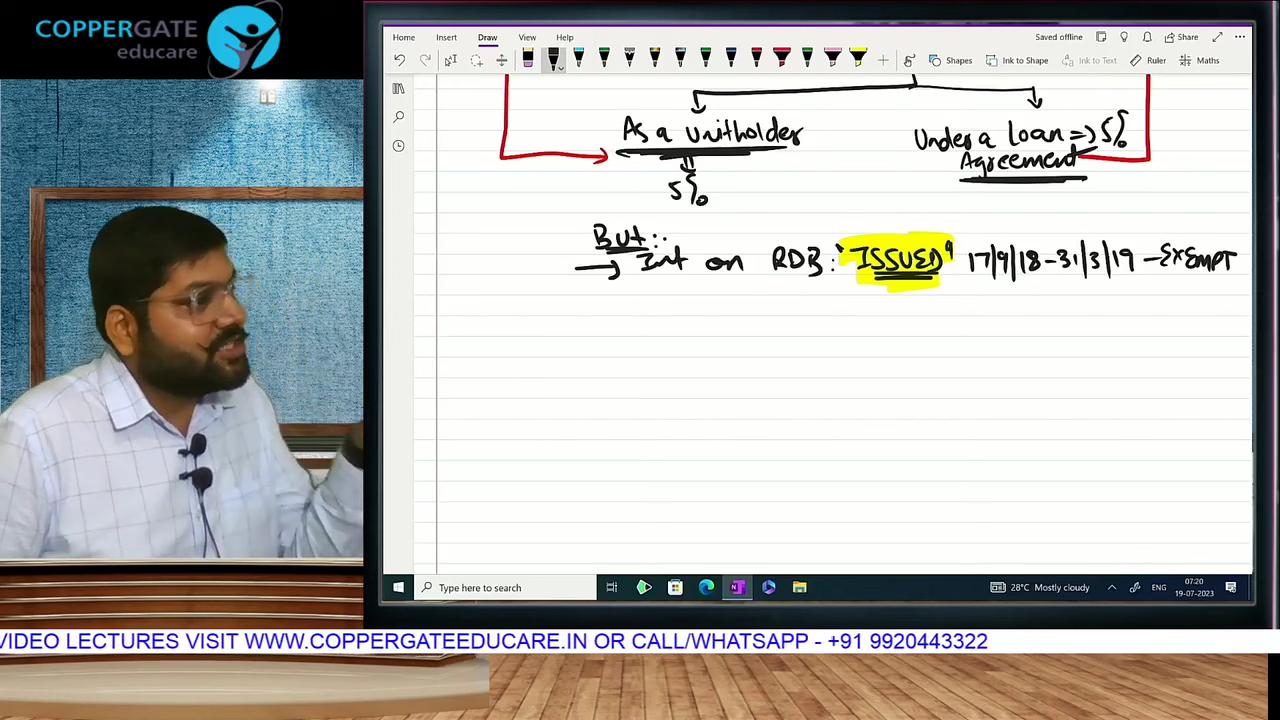 COPPERGATE
educare
Home Insert Draw View Help
Saved offline
Share
Shapes Ink to Shape Ink to Text Ruler Maths
As a unitholder
5%
Under a loan => 5%
Agreement
But:
→ Int on RDB: "ISSUED" 17/9/18 - 31/3/19 - EXEMPT
Type here to search
28°C Mostly cloudy
ENG
07:20
19-07-2023
VIDEO LECTURES VISIT WWW.COPPERGATEEDUCARE.IN OR CALL/WHATSAPP - +91 9920443322